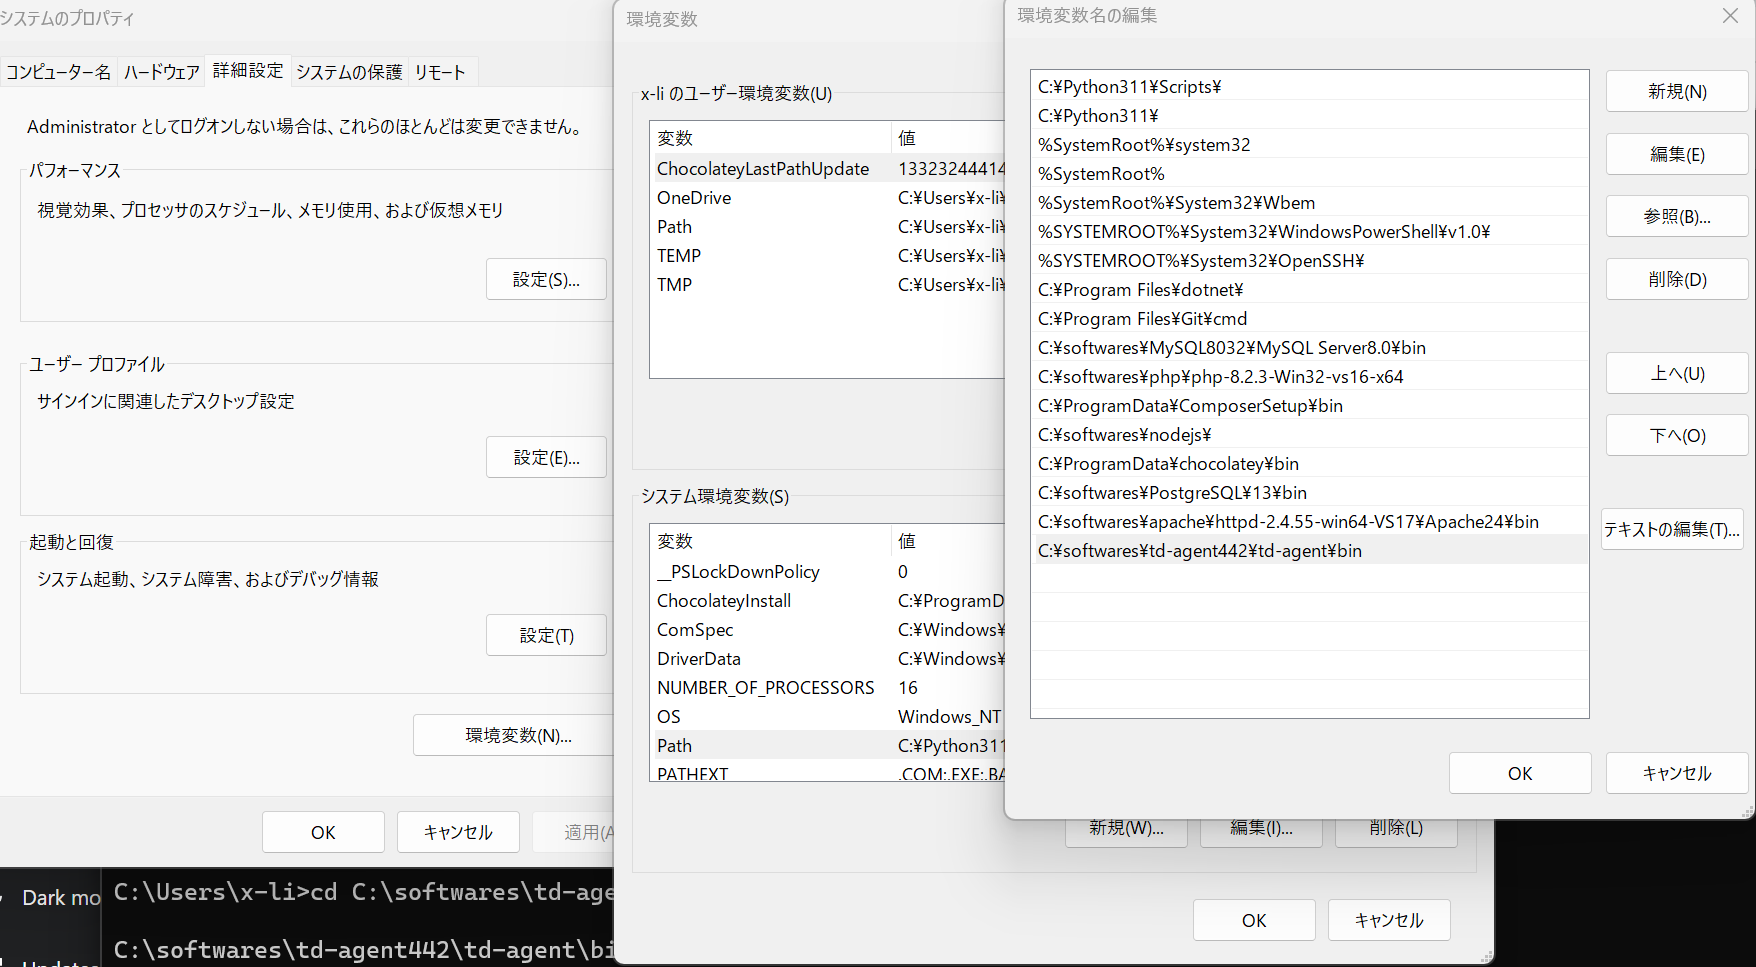 システムのプロパティ
コンピューター名
ハードウェア
詳細設定
システムの保護
リモート
Administrator としてログオンしない場合は、これらのほとんどは変更できません。
パフォーマンス
視覚効果、プロセッサのスケジュール、メモリ使用、および仮想メモリ
設定(S)...
ユーザー プロファイル
サインインに関連したデスクトップ設定
設定(E)...
起動と回復
システム起動、システム障害、およびデバッグ情報
設定(T)
環境変数(N)...
OK
キャンセル
適用(A
Dark mo
C:\Users\x-li>cd C:\softwares\td-age
C:\softwares\td-agent442\td-agent\bi
環境変数
x-li のユーザー環境変数(U)
変数 値
ChocolateyLastPathUpdate 13323244414
OneDrive C:¥Users¥x-li¥
Path C:¥Users¥x-li¥
TEMP C:¥Users¥x-li¥
TMP C:¥Users¥x-li¥
システム環境変数(S)
変数 値
__PSLockDownPolicy 0
ChocolateyInstall C:¥ProgramD
ComSpec C:¥Windows¥
DriverData C:¥Windows¥
NUMBER_OF_PROCESSORS 16
OS Windows_NT
Path C:¥Python311
PATHEXT .COM;.EXE;.BA
新規(W)...
編集(I)...
削除(L)
OK
キャンセル
環境変数名の編集
C:¥Python311¥Scripts¥
C:¥Python311¥
%SystemRoot%¥system32
%SystemRoot%
%SystemRoot%¥System32¥Wbem
%SYSTEMROOT%¥System32¥WindowsPowerShell¥v1.0¥
%SYSTEMROOT%¥System32¥OpenSSH¥
C:¥Program Files¥dotnet¥
C:¥Program Files¥Git¥cmd
C:¥softwares¥MySQL8032¥MySQL Server8.0¥bin
C:¥softwares¥php¥php-8.2.3-Win32-vs16-x64
C:¥ProgramData¥ComposerSetup¥bin
C:¥softwares¥nodejs¥
C:¥ProgramData¥chocolatey¥bin
C:¥softwares¥PostgreSQL¥13¥bin
C:¥softwares¥apache¥httpd-2.4.55-win64-VS17¥Apache24¥bin
C:¥softwares¥td-agent442¥td-agent¥bin
新規(N)
編集(E)
参照(B)...
削除(D)
上へ(U)
下へ(O)
テキストの編集(T)...
OK
キャンセル